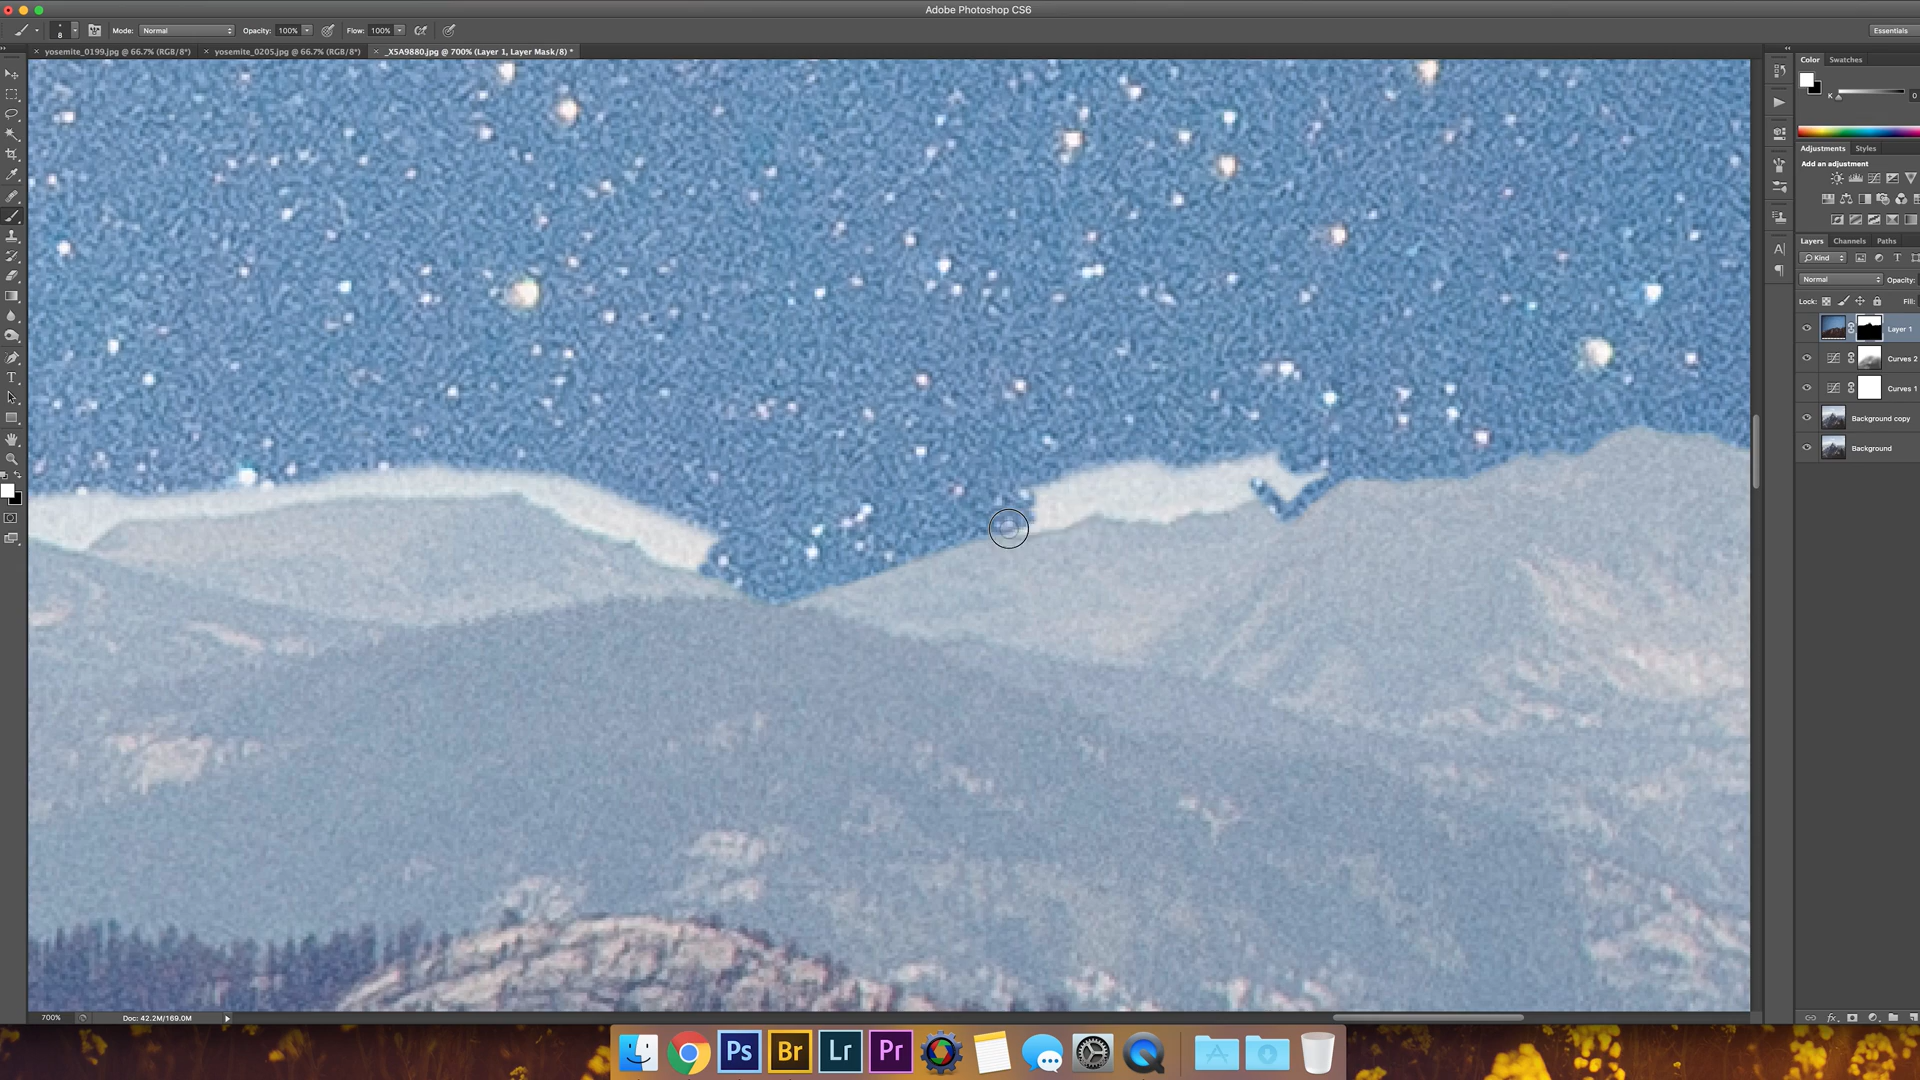 Adobe Photoshop CS6
8
Mode: Normal
Opacity: 100%
Flow: 100%
Essentials
yosemite_0199.jpg @ 66.7% (RGB/8*)
yosemite_0205.jpg @ 66.7% (RGB/8*)
_X5A9880.jpg @ 700% (Layer 1, Layer Mask/8) *
Color
Swatches
K
0
Adjustments
Styles
Add an adjustment
Layers
Channels
Paths
Kind
T
Normal
Opacity:
Lock:
Fill:
Layer 1
Curves 2
Curves 1
Background copy
Background
A
T
fx
700%
Doc: 42.2M/169.0M
Ps
Br
Lr
Pr